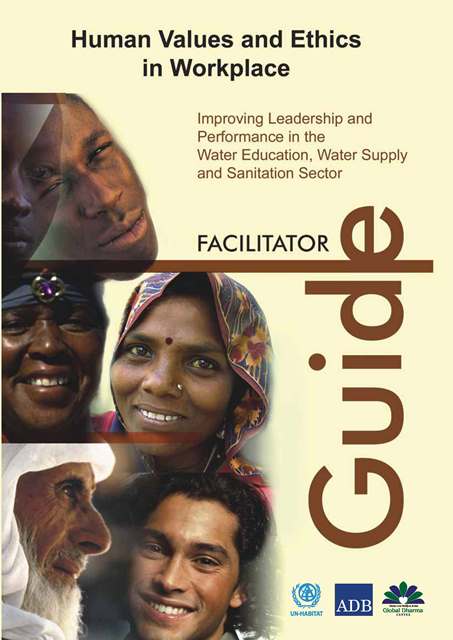 Human Values and Ethics
in Workplace
Improving Leadership and
Performance in the
Water Education, Water Supply
and Sanitation Sector
FACILITATOR
Guide
UN-HABITAT
ADB
Global Dharma
CENTER